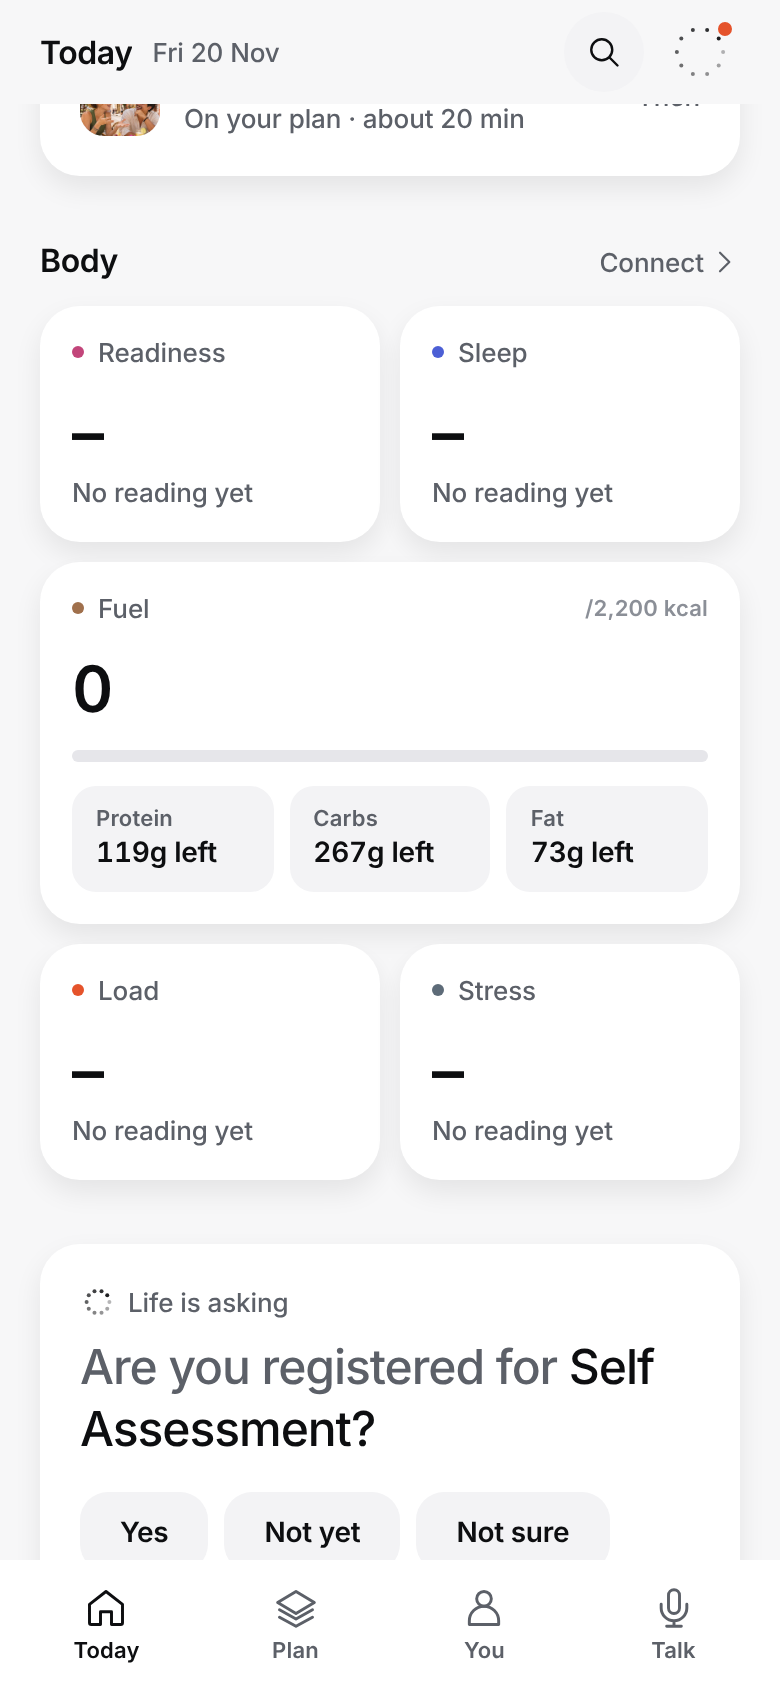 Today Fri 20 Nov
On your plan · about 20 min
Body
Connect
Readiness
–
No reading yet
Sleep
–
No reading yet
Fuel
/2,200 kcal
0
Protein
119g left
Carbs
267g left
Fat
73g left
Load
–
No reading yet
Stress
–
No reading yet
Life is asking
Are you registered for Self
Assessment?
Yes
Not yet
Not sure
Today
Plan
You
Talk